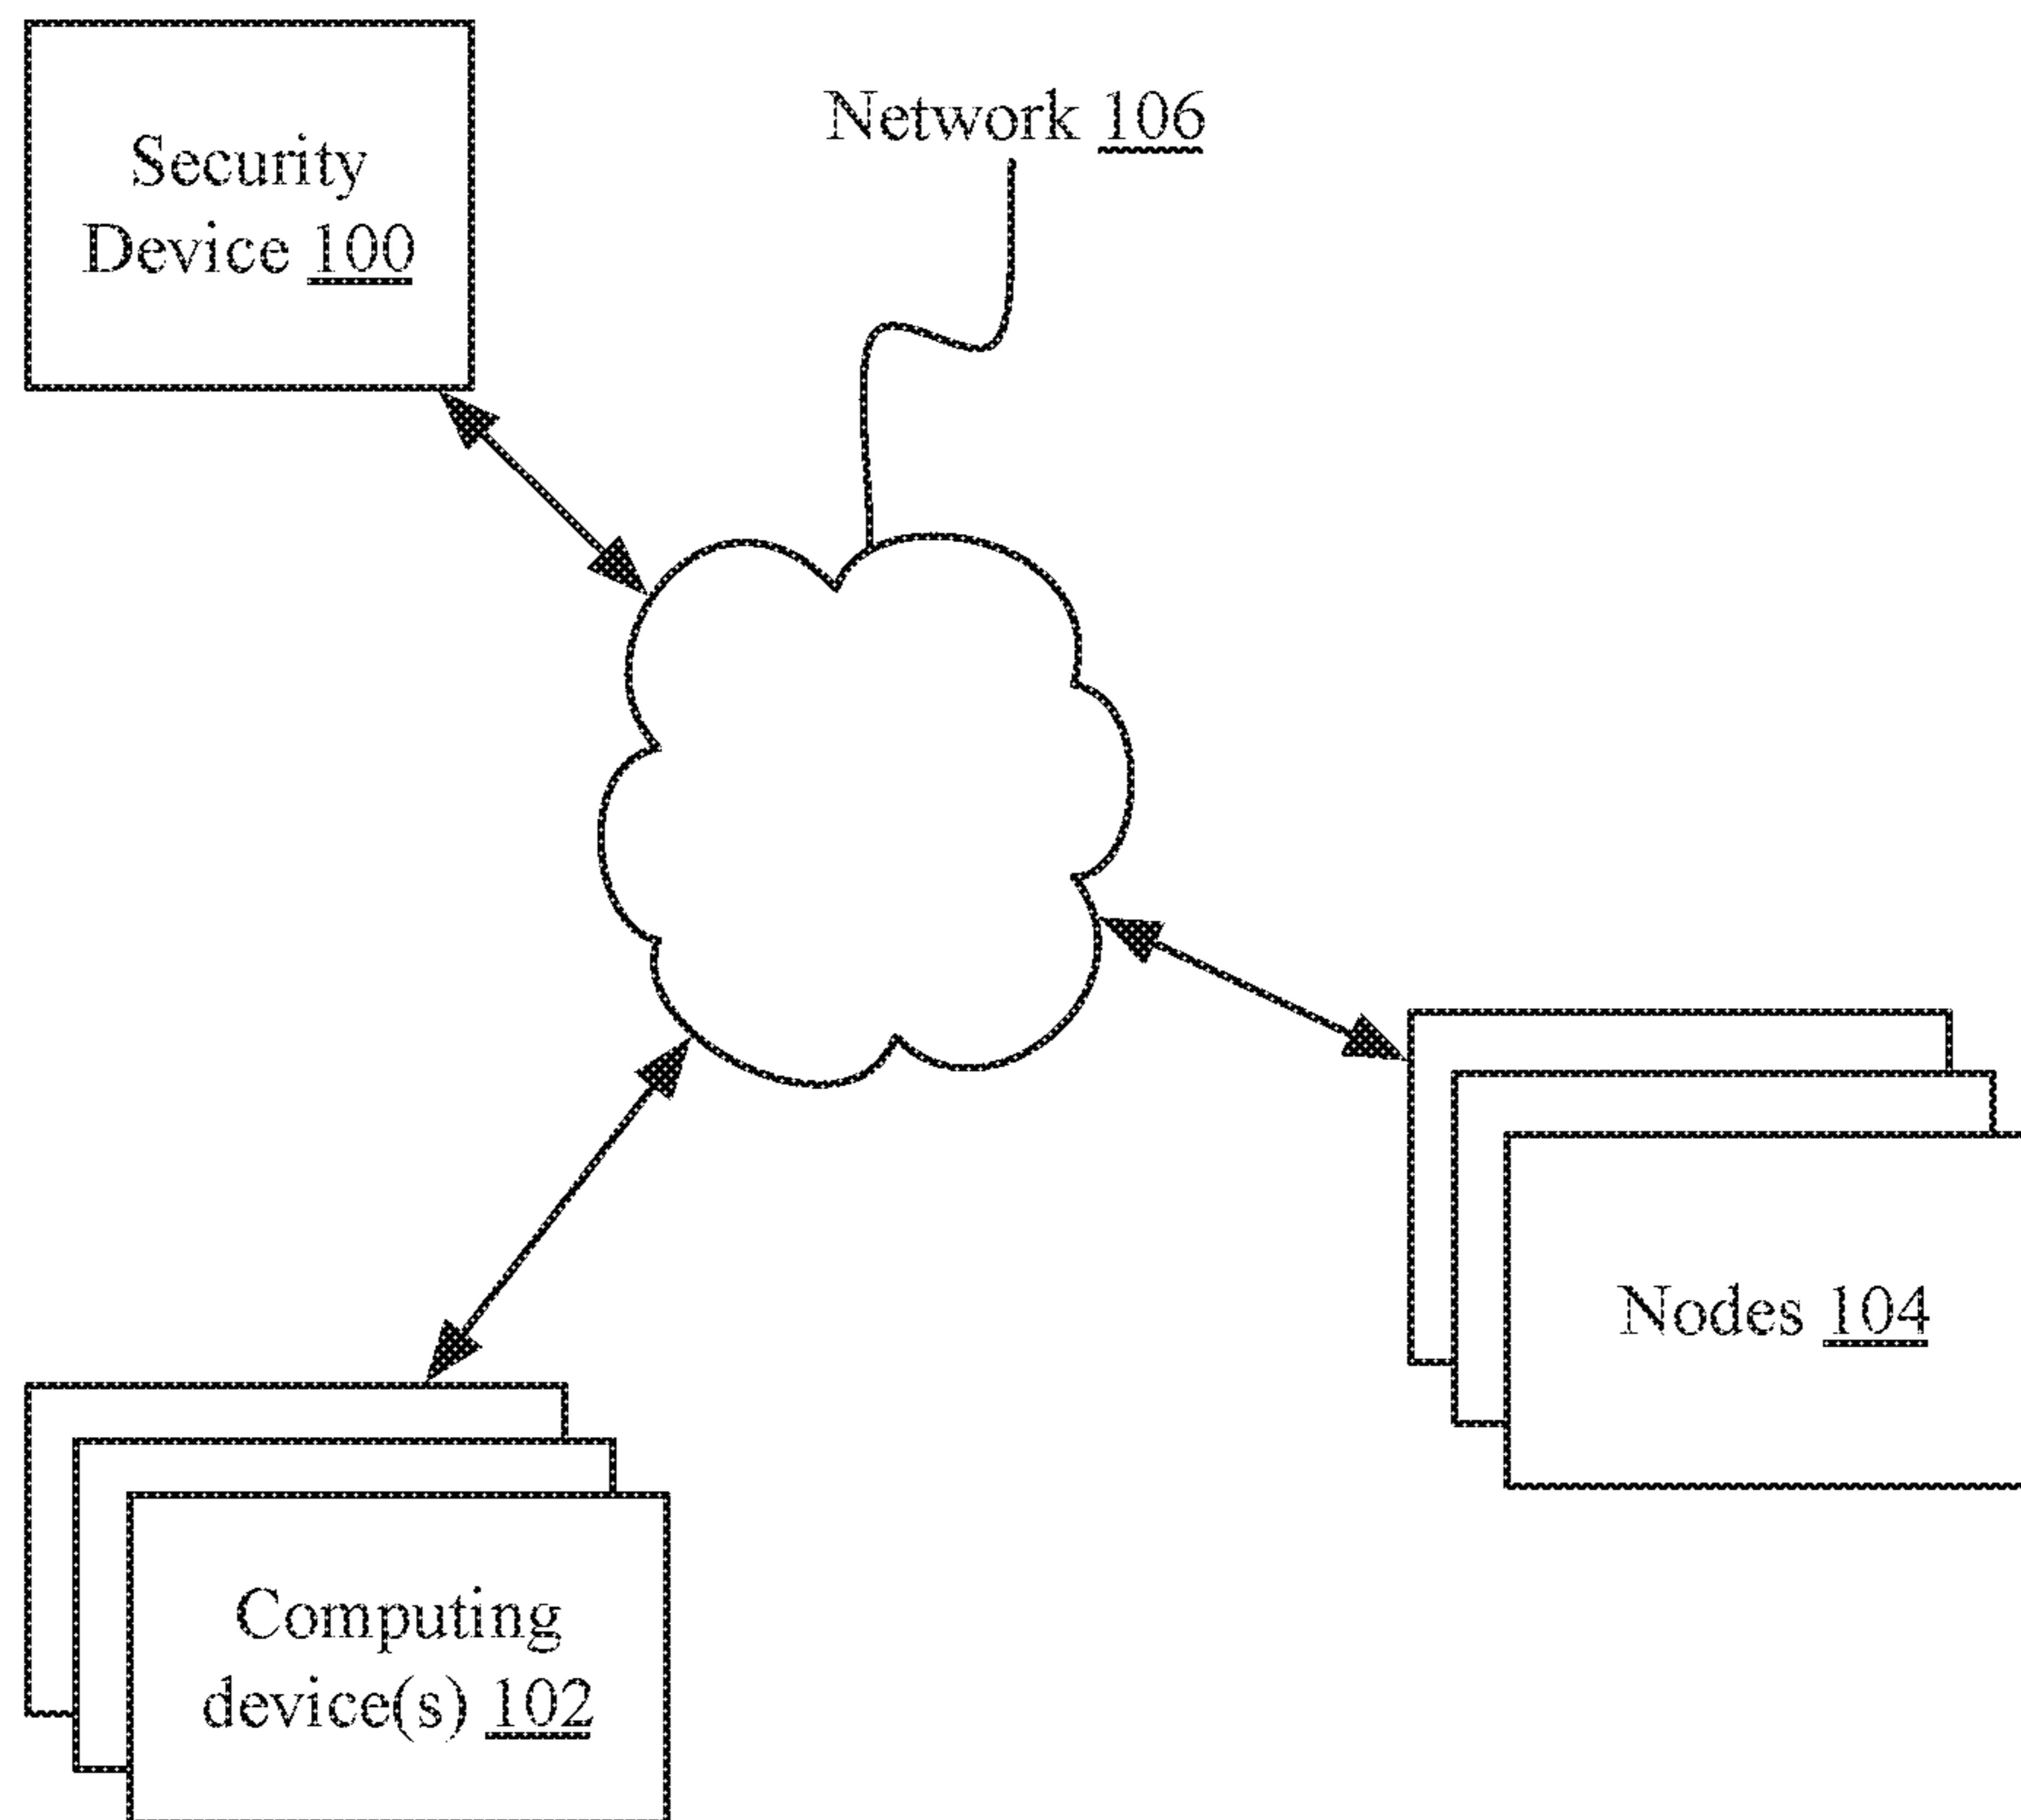 Security
Device 100
Network 106
Nodes 104
Computing
device(s) 102